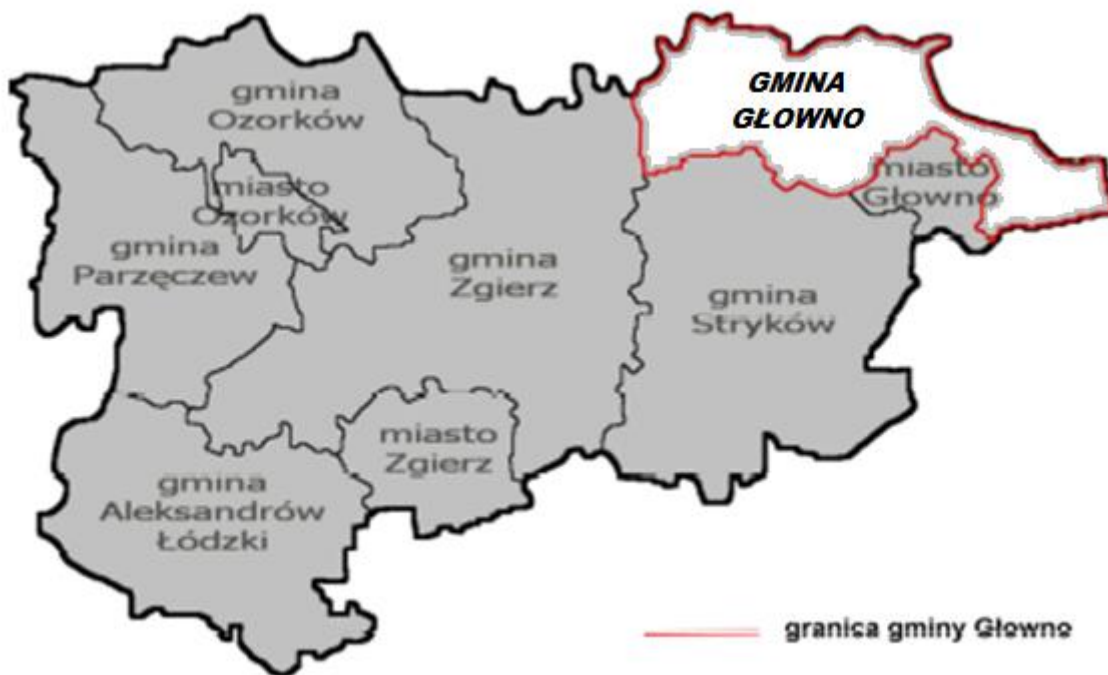 gmina
Ozorków
GMINA
GŁOWNO
miasto
Ozorków
miasto
Głowno
gmina
Parzęczew
gmina
Zgierz
gmina
Stryków
miasto
Zgierz
gmina
Aleksandrów
Łódzki
granica gminy Głowno